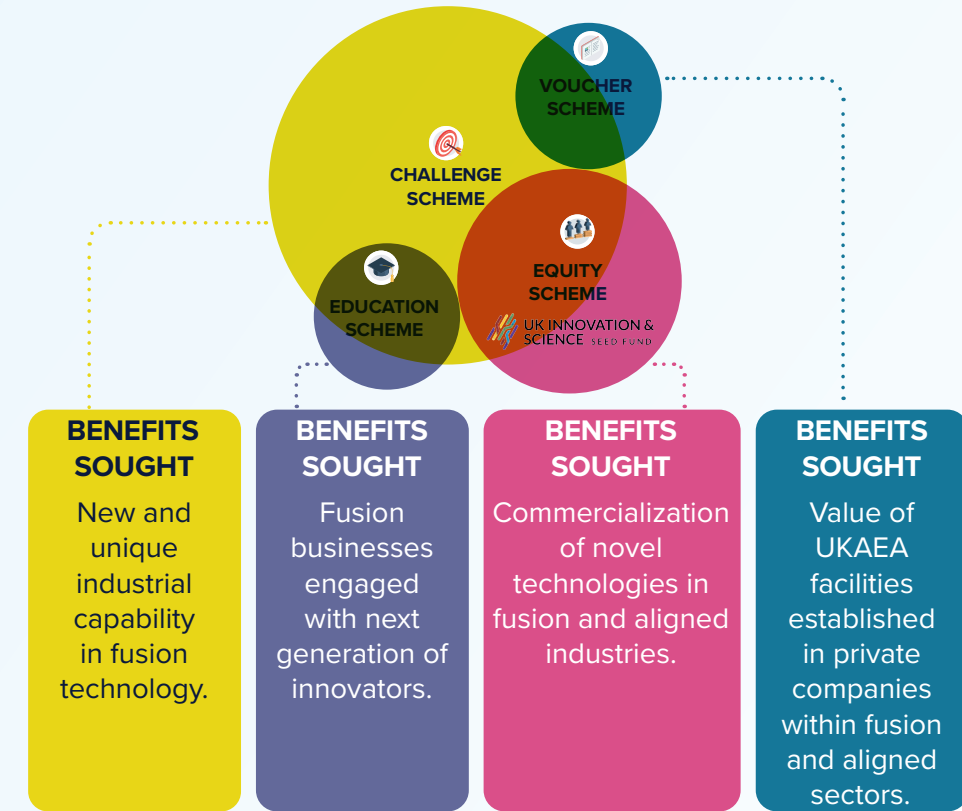 VOUCHER
SCHEME
CHALLENGE
SCHEME
EQUITY
SCHEME
EDUCATION
SCHEME
UK INNOVATION &
SCIENCE SEED FUND
BENEFITS
SOUGHT
New and
unique
industrial
capability
in fusion
technology.
BENEFITS
SOUGHT
Fusion
businesses
engaged
with next
generation of
innovators.
BENEFITS
SOUGHT
Commercialization
of novel
technologies in
fusion and aligned
industries.
BENEFITS
SOUGHT
Value of
UKAEA
facilities
established
in private
companies
within fusion
and aligned
sectors.